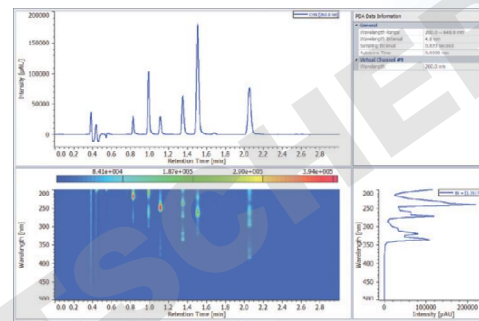 200000
150000
100000
50000
0
Intensity [µAU]
0.0 0.2 0.4 0.6 0.8 1.0 1.2 1.4 1.6 1.8 2.0 2.2 2.4 2.6 2.8
Retention Time [min]
PDA Data Information
General
Wavelength Range
Wavelength Interval
Sampling Interval
Wavelength
8.41e+004 1.87e+005 2.90e+005 3.94e+005
200
250
300
350
400
450
500
Wavelength [nm]
0.0 0.2 0.4 0.6 0.8 1.0 1.2 1.4 1.6 1.8 2.0 2.2 2.4 2.6 2.8
Retention Time [min]
200
250
300
350
400
450
500
Wavelength [nm]
0 100000 200000
Intensity [µAU]